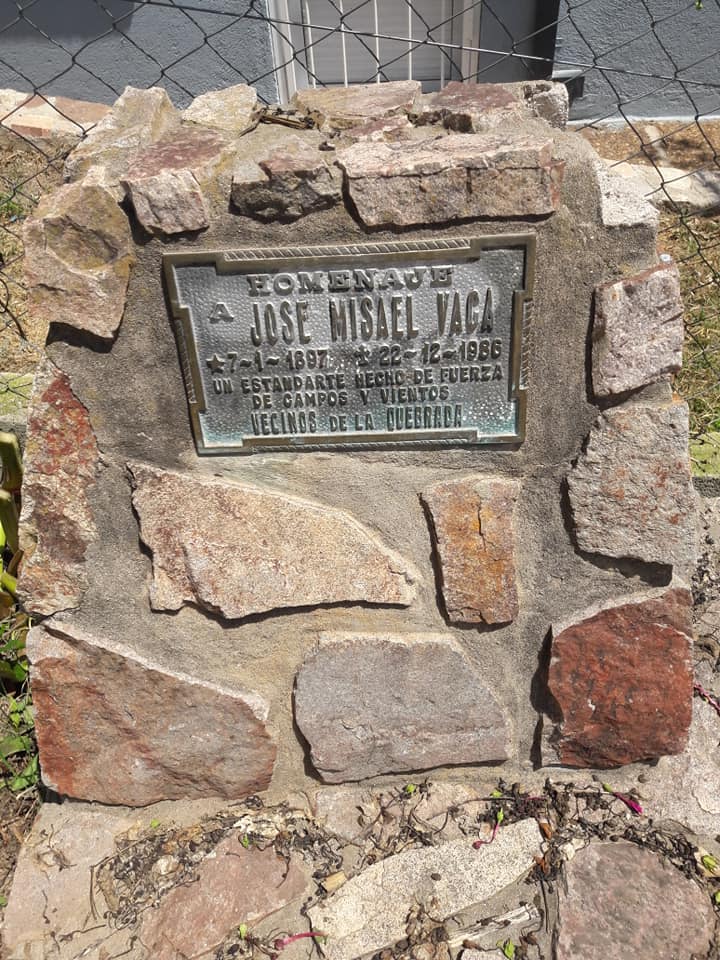 HOMENAJE
A JOSE MISAEL VACA
★7-1-1897 ★22-12-1986
UN ESTANDARTE HECHO DE FUERZA
DE CAMPOS Y VIENTOS
VECINOS DE LA QUEBRADA